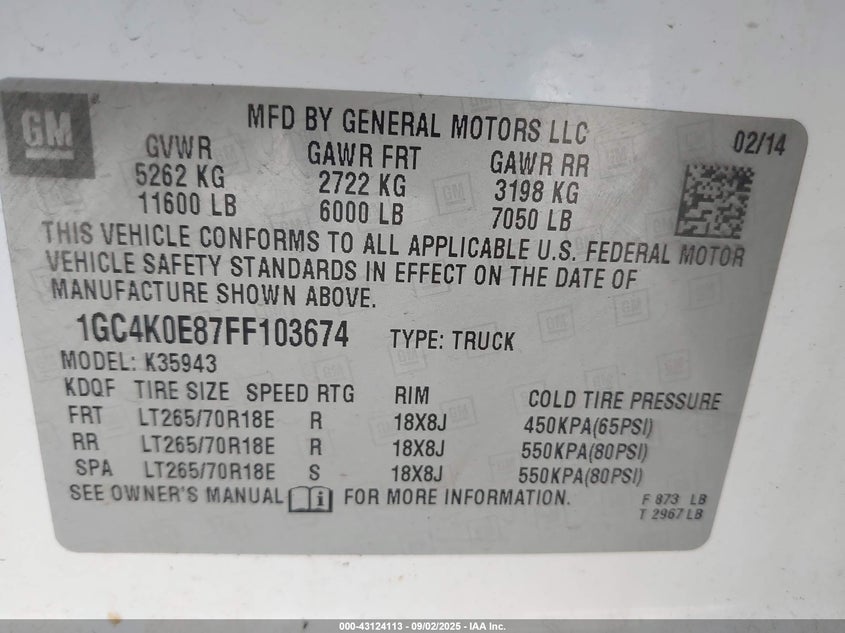 GM
MFD BY GENERAL MOTORS LLC 02/14
GVWR GAWR FRT GAWR RR
5262 KG 2722 KG 3198 KG
11600 LB 6000 LB 7050 LB
THIS VEHICLE CONFORMS TO ALL APPLICABLE U.S. FEDERAL MOTOR
VEHICLE SAFETY STANDARDS IN EFFECT ON THE DATE OF
MANUFACTURE SHOWN ABOVE.
1GC4K0E87FF103674 TYPE: TRUCK
MODEL: K35943
KDQF TIRE SIZE SPEED RTG RIM COLD TIRE PRESSURE
FRT LT265/70R18E R 18X8J 450KPA(65PSI)
RR LT265/70R18E R 18X8J 550KPA(80PSI)
SPA LT265/70R18E S 18X8J 550KPA(80PSI)
SEE OWNER'S MANUAL FOR MORE INFORMATION.
F 873 LB
T 2967 LB
000-43124113 - 09/02/2025 - IAA Inc.